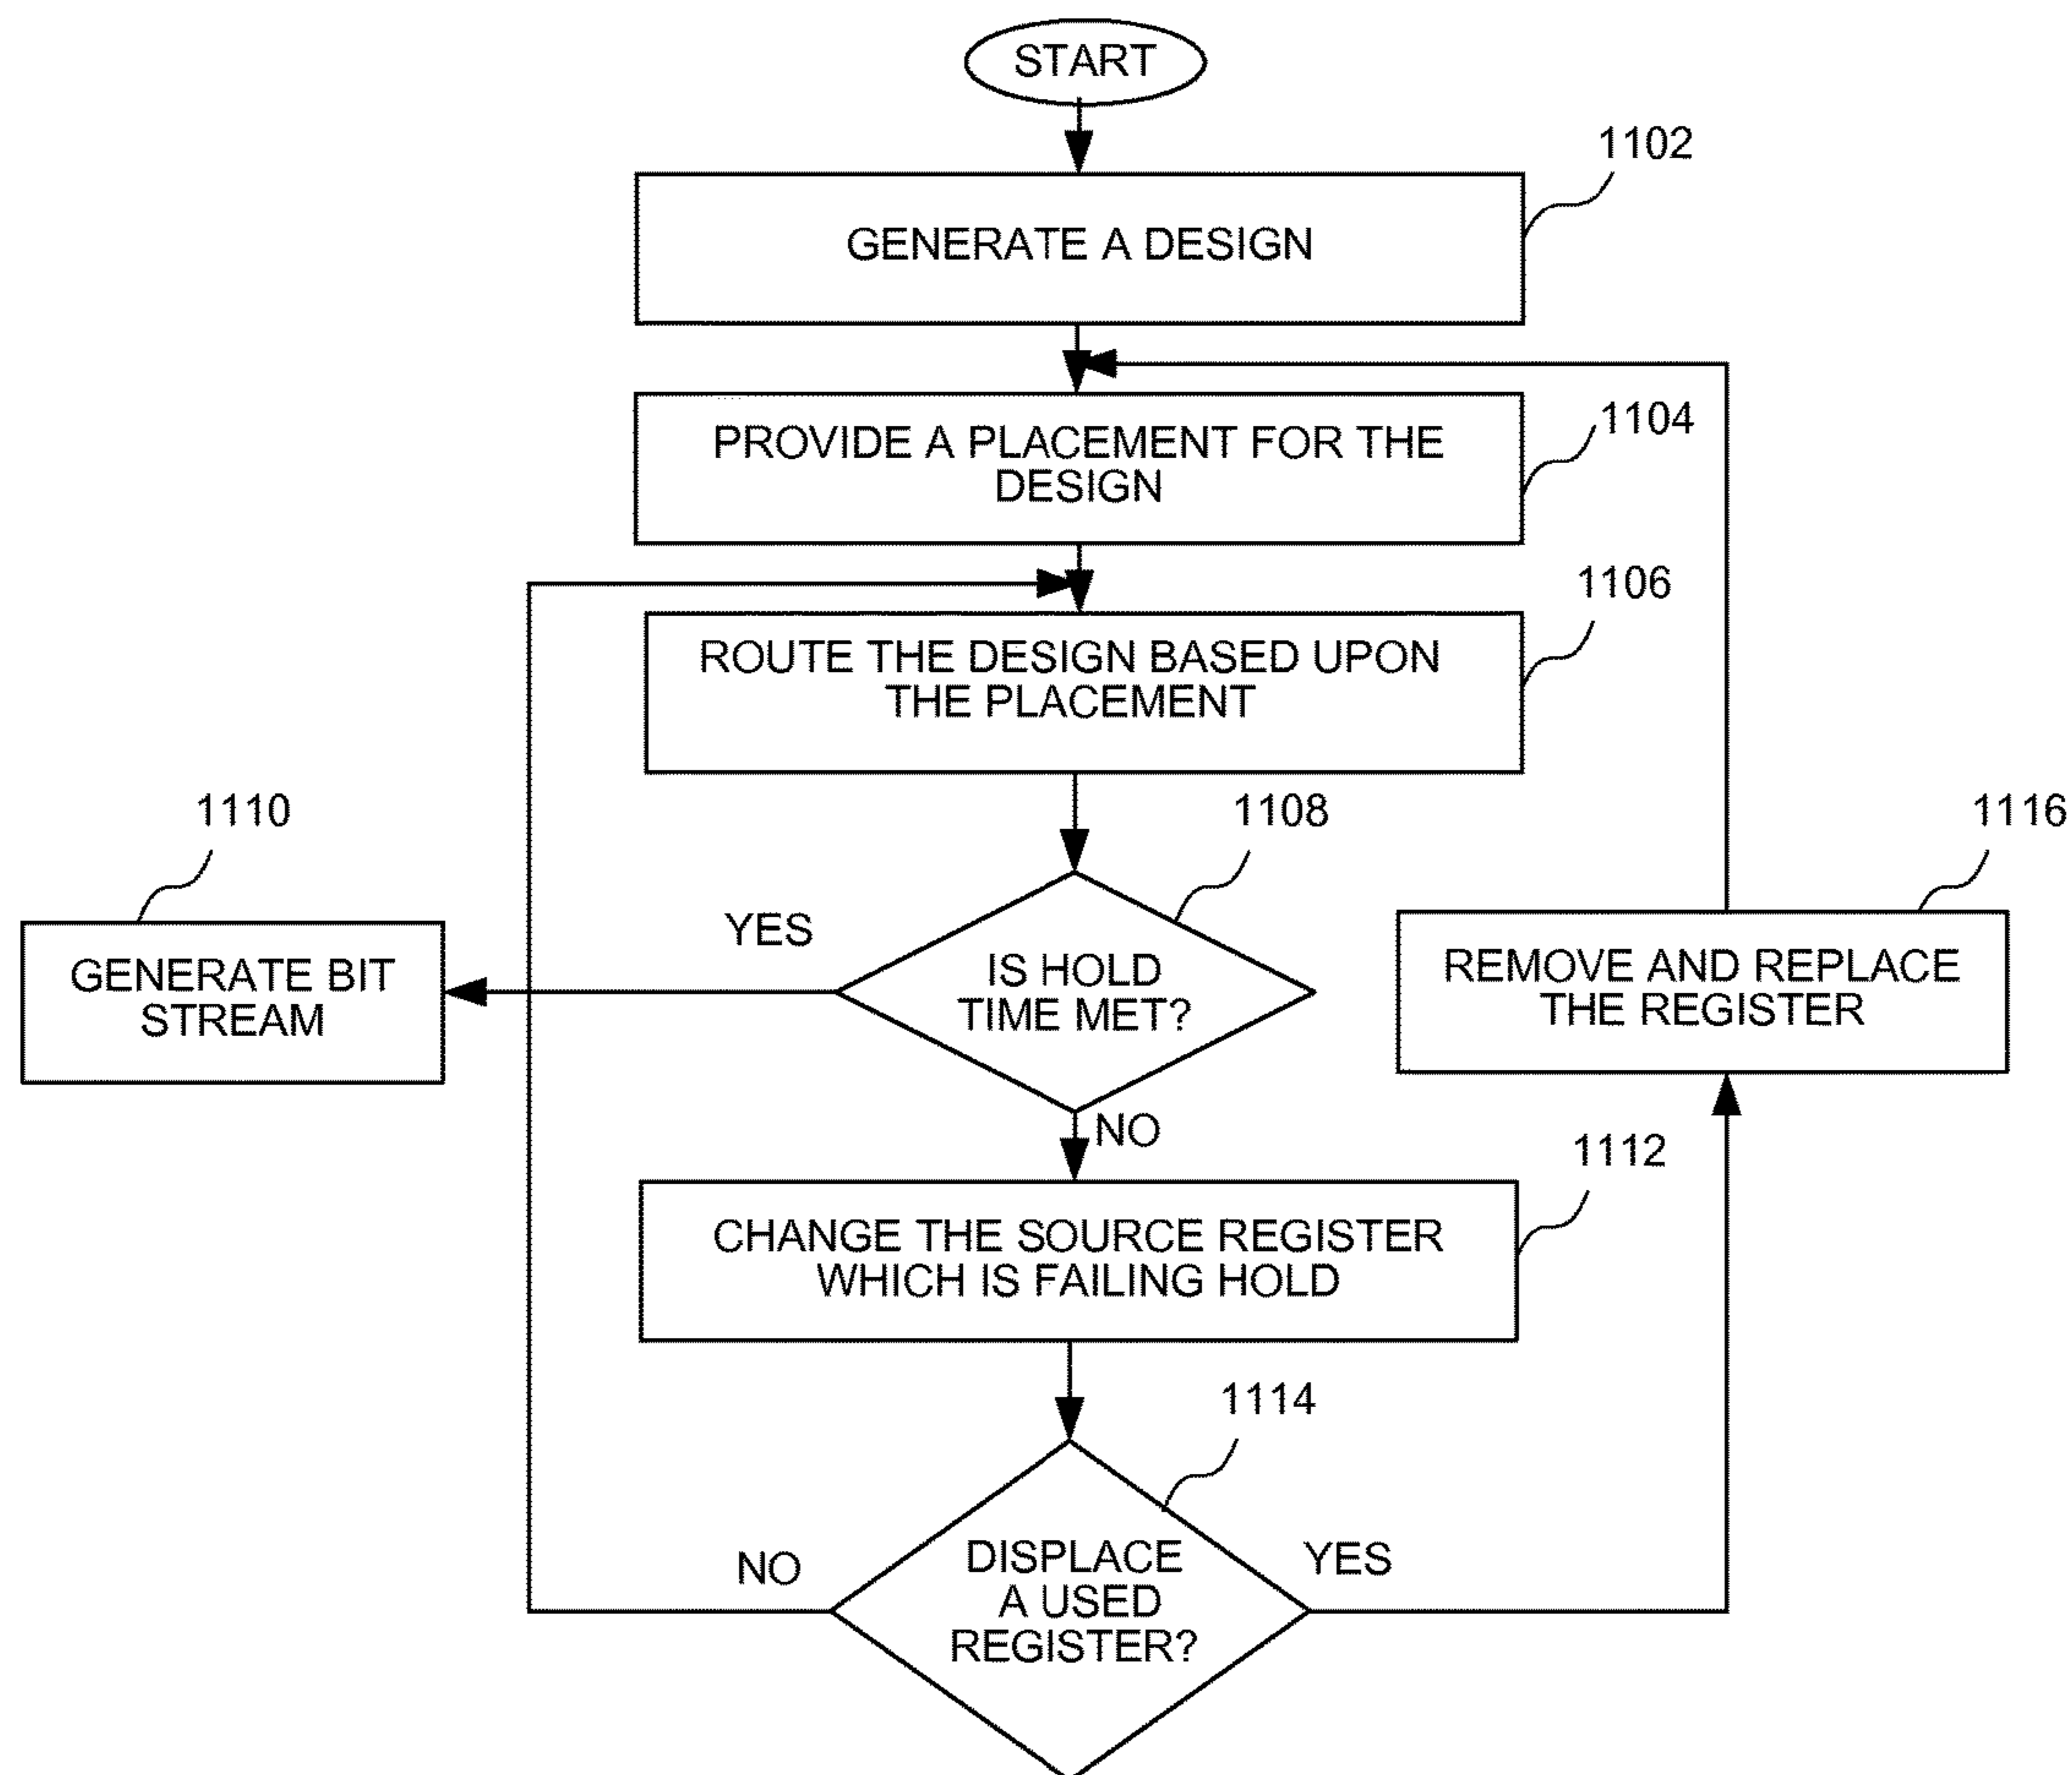 START
1102
GENERATE A DESIGN
1104
PROVIDE A PLACEMENT FOR THE
DESIGN
1106
ROUTE THE DESIGN BASED UPON
THE PLACEMENT
1110
1108
1116
YES
GENERATE BIT
STREAM
IS HOLD
TIME MET?
REMOVE AND REPLACE
THE REGISTER
NO
1112
CHANGE THE SOURCE REGISTER
WHICH IS FAILING HOLD
1114
NO
DISPLACE
A USED
REGISTER?
YES